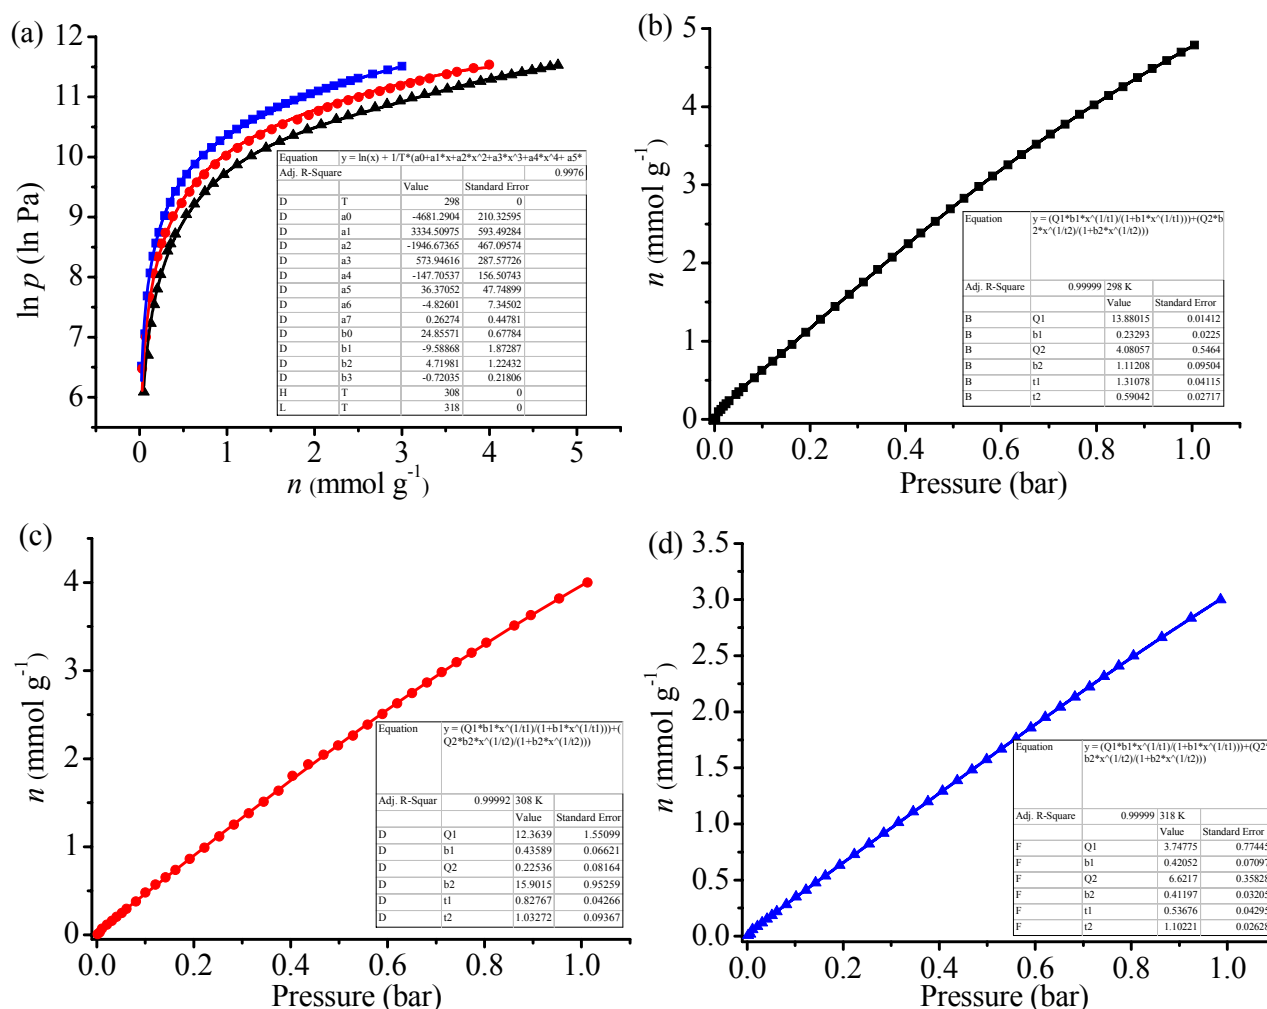 (a)
12
11
10
9
8
7
6
ln p (ln Pa)
0 1 2 3 4 5
n (mmol g⁻¹)
Equation y = ln(x) + 1/T*(a0+a1*x+a2*x^2+a3*x^3+a4*x^4+ a5*
Adj. R-Square 0.9976
Value Standard Error
D T 298 0
D a0 -4681.2904 210.32595
D a1 3334.50975 593.49284
D a2 -1946.67365 467.09574
D a3 573.94616 287.57726
D a4 -147.70537 156.50743
D a5 36.37052 47.74899
D a6 -4.82601 7.34502
D a7 0.26274 0.44781
D b0 24.85571 0.67784
D b1 -9.58868 1.87287
D b2 4.71981 1.22432
D b3 -0.72035 0.21806
H T 308 0
L T 318 0
(b)
5
4
3
2
1
0
n (mmol g⁻¹)
0.0 0.2 0.4 0.6 0.8 1.0
Pressure (bar)
Equation y = (Q1*b1*x^(1/t1)/(1+b1*x^(1/t1)))+(Q2*b
2*x^(1/t2)/(1+b2*x^(1/t2)))
Adj. R-Square 0.99999 298 K
Value Standard Error
B Q1 13.88015 0.01412
B b1 0.23293 0.0225
B Q2 4.08057 0.5464
B b2 1.11208 0.09504
B t1 1.31078 0.04115
B t2 0.59042 0.02717
(c)
4
3
2
1
0
n (mmol g⁻¹)
0.0 0.2 0.4 0.6 0.8 1.0
Pressure (bar)
Equation y = (Q1*b1*x^(1/t1)/(1+b1*x^(1/t1)))+(
Q2*b2*x^(1/t2)/(1+b2*x^(1/t2)))
Adj. R-Squar 0.99992 308 K
Value Standard Error
D Q1 12.3639 1.55099
D b1 0.43589 0.06621
D Q2 0.22536 0.08164
D b2 15.9015 0.95259
D t1 0.82767 0.04266
D t2 1.03272 0.09367
(d)
3.5
3.0
2.5
2.0
1.5
1.0
0.5
0.0
n (mmol g⁻¹)
0.0 0.2 0.4 0.6 0.8 1.0
Pressure (bar)
Equation y = (Q1*b1*x^(1/t1)/(1+b1*x^(1/t1)))+(Q2*
b2*x^(1/t2)/(1+b2*x^(1/t2)))
Adj. R-Square 0.99999 318 K
Value Standard Error
F Q1 3.74775 0.77445
F b1 0.42052 0.07097
F Q2 6.6217 0.35828
F b2 0.41197 0.03205
F t1 0.53676 0.04295
F t2 1.10221 0.02628